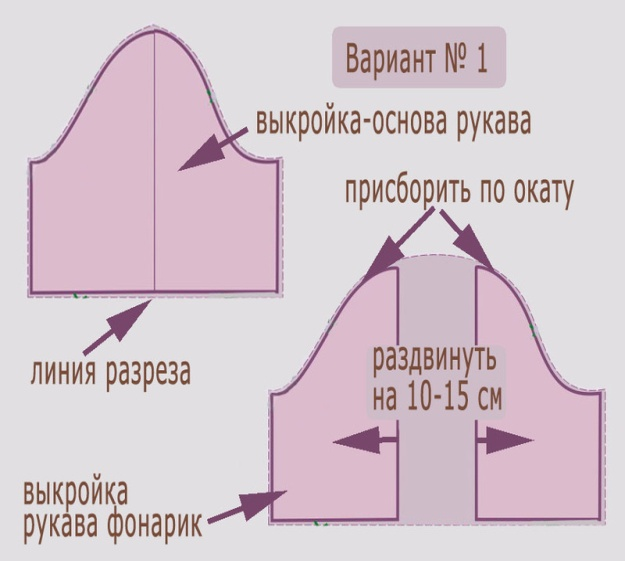 Вариант № 1
выкройка-основа рукава
присборить по окату
линия разреза
раздвинуть
на 10-15 см
выкройка
рукава фонарик